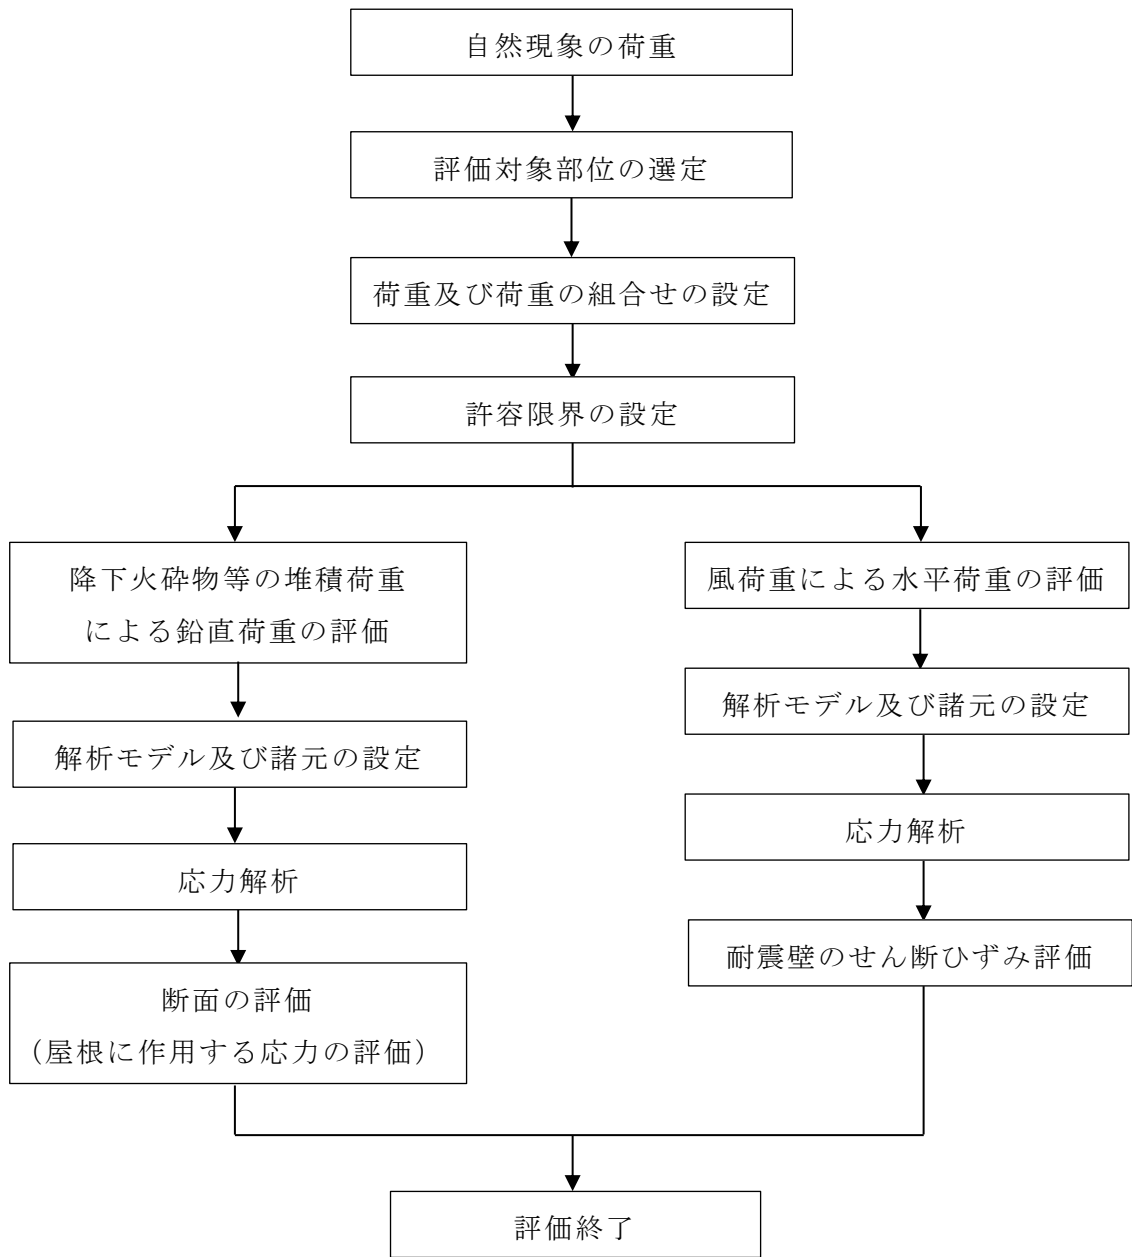 自然現象の荷重
評価対象部位の選定
荷重及び荷重の組合せの設定
許容限界の設定
降下火砕物等の堆積荷重
による鉛直荷重の評価
解析モデル及び諸元の設定
応力解析
断面の評価
（屋根に作用する応力の評価）
風荷重による水平荷重の評価
解析モデル及び諸元の設定
応力解析
耐震壁のせん断ひずみ評価
評価終了